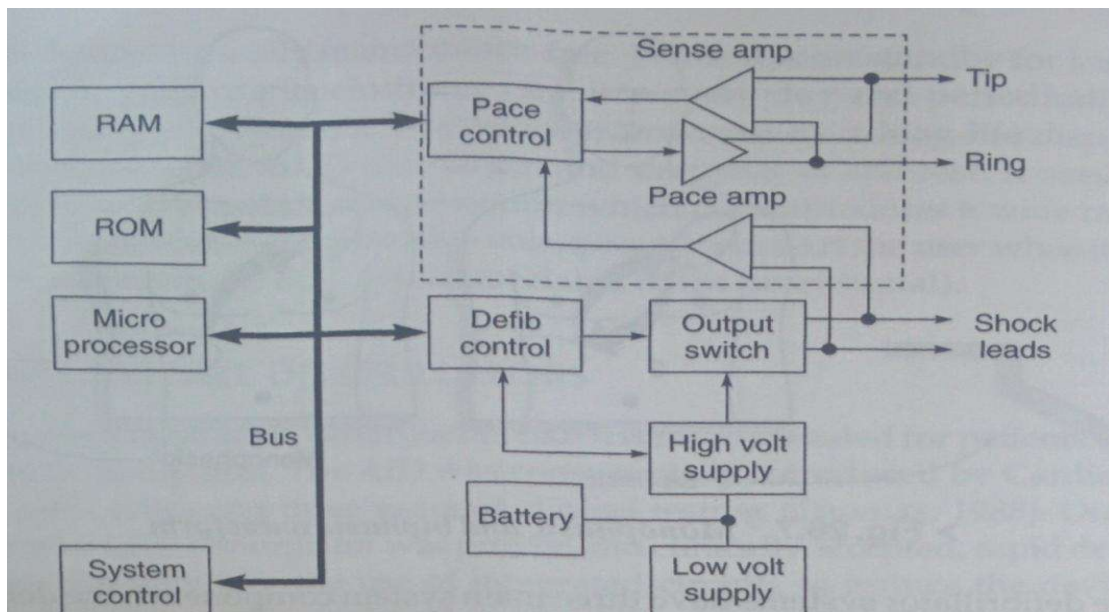 Sense amp
Tip
RAM
Pace
control
Ring
ROM
Pace amp
Micro
processor
Defib
control
Output
switch
Shock
leads
Bus
High volt
supply
Battery
System
control
Low volt
supply